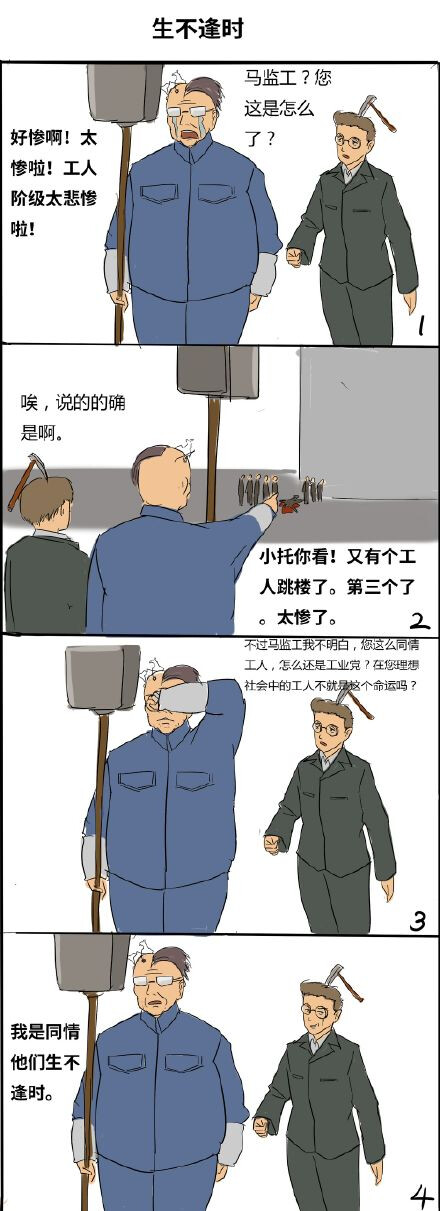 生不逢时
马监工？您
这是怎么
了？
好惨啊！太
惨啦！工人
阶级太悲惨
啦！
1
唉，说的的确
是啊。
小托你看！又有个工
人跳楼了。第三个了
。太惨了。
2
不过马监工我不明白，您这么同情
工人，怎么还是工业党？在您理想
社会中的工人不就是这个命运吗？
3
我是同情
他们生不
逢时。
4